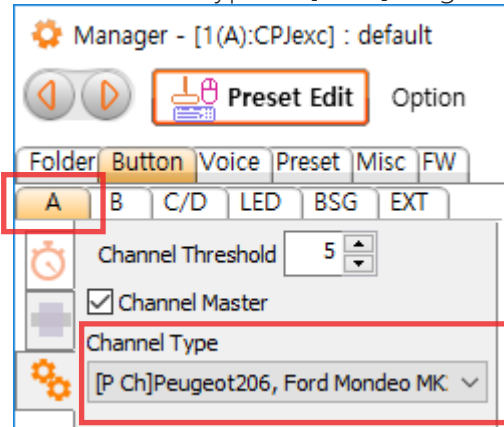 Manager - [1(A):CPJexc] : default
Preset Edit Option
Folder Button Voice Preset Misc FW
A B C/D LED BSG EXT
Channel Threshold 5
Channel Master
Channel Type
[P Ch]Peugeot206, Ford Mondeo MK